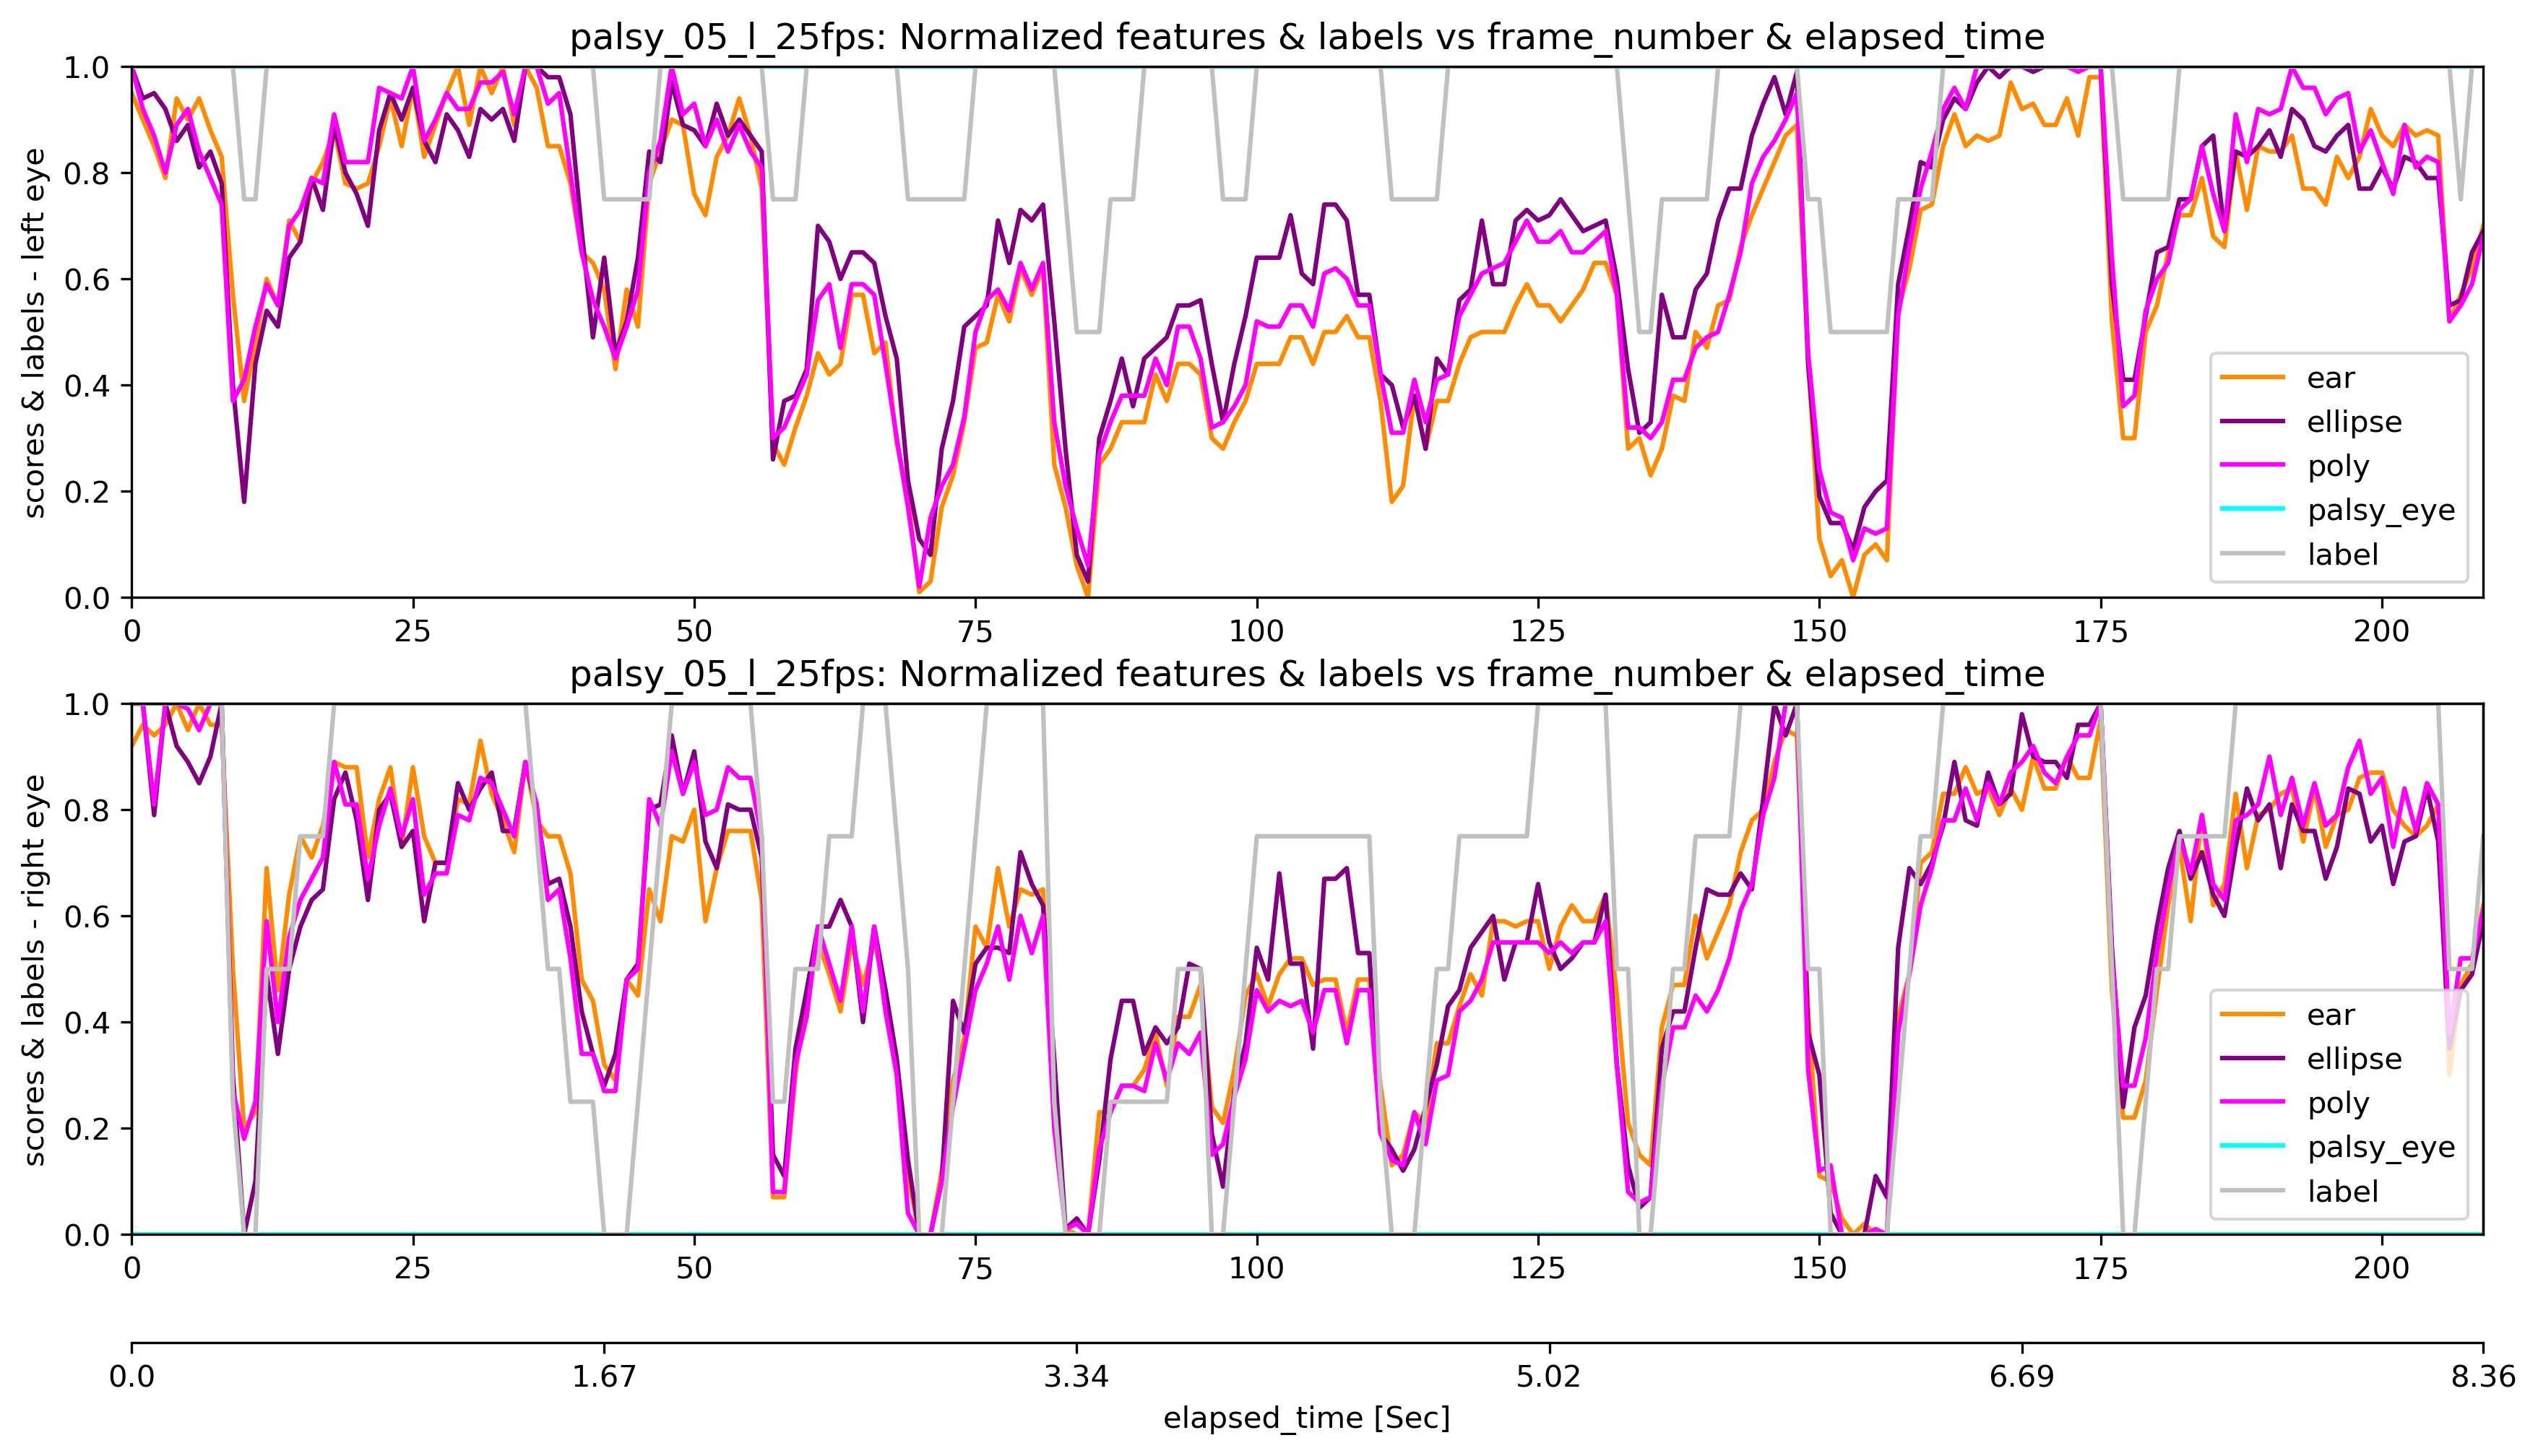 palsy_05_l_25fps: Normalized features & labels vs frame_number & elapsed_time
scores & labels - left eye
1.0
0.8
0.6
0.4
0.2
0.0
0 25 50 75 100 125 150 175 200
ear
ellipse
poly
palsy_eye
label
palsy_05_l_25fps: Normalized features & labels vs frame_number & elapsed_time
scores & labels - right eye
1.0
0.8
0.6
0.4
0.2
0.0
0 25 50 75 100 125 150 175 200
ear
ellipse
poly
palsy_eye
label
0.0 1.67 3.34 5.02 6.69 8.36
elapsed_time [Sec]